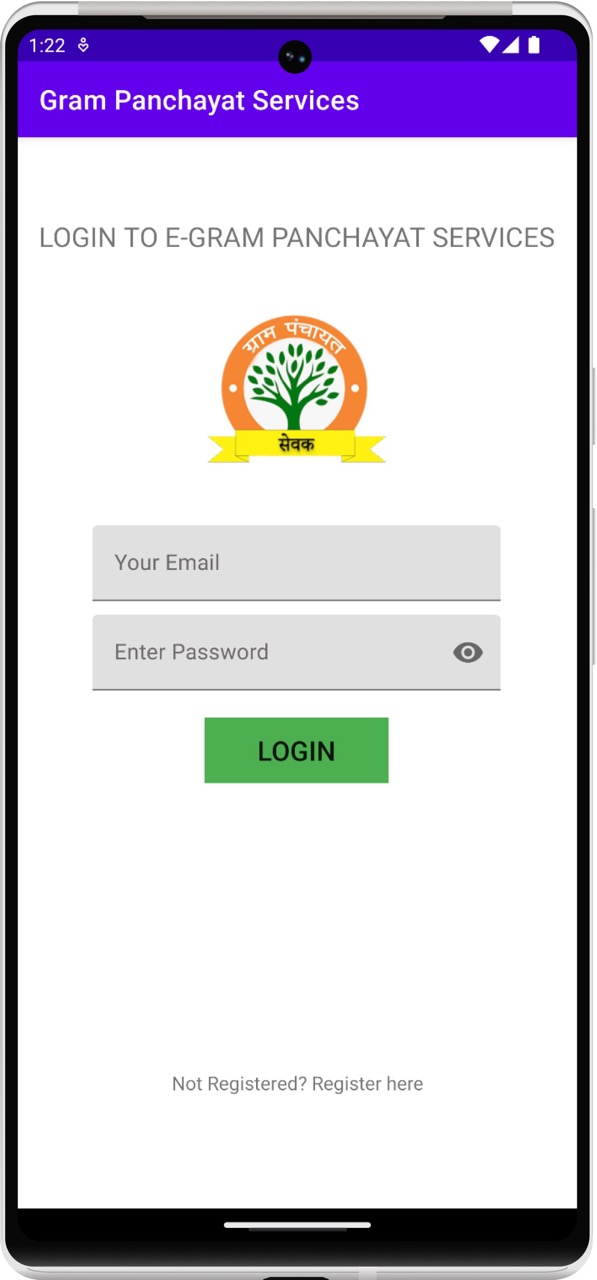 1:22
Gram Panchayat Services
LOGIN TO E-GRAM PANCHAYAT SERVICES
ग्राम पंचायत
सेवक
Your Email
Enter Password
LOGIN
Not Registered? Register here